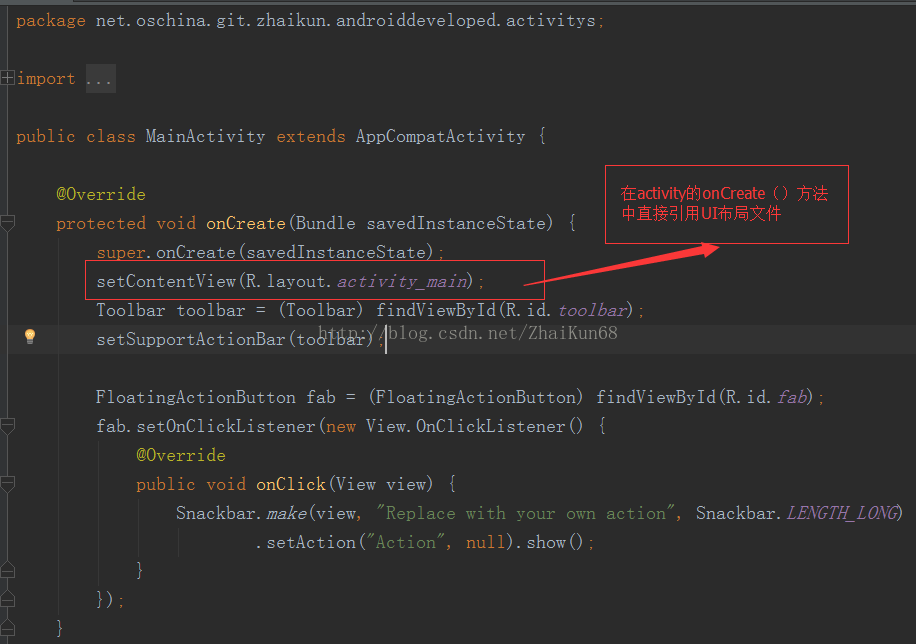 package net.oschina.git.zhaikun.androiddeveloped.activitys;
import ...
public class MainActivity extends AppCompatActivity {
@Override
protected void onCreate(Bundle savedInstanceState) {
super.onCreate(savedInstanceState);
setContentView(R.layout.activity_main);
在activity的onCreate（）方法
中直接引用UI布局文件
Toolbar toolbar = (Toolbar) findViewById(R.id.toolbar);
setSupportActionBar(toolbar);
http://blog.csdn.net/ZhaiKun68
FloatingActionButton fab = (FloatingActionButton) findViewById(R.id.fab);
fab.setOnClickListener(new View.OnClickListener() {
@Override
public void onClick(View view) {
Snackbar.make(view, "Replace with your own action", Snackbar.LENGTH_LONG)
.setAction("Action", null).show();
}
});
}